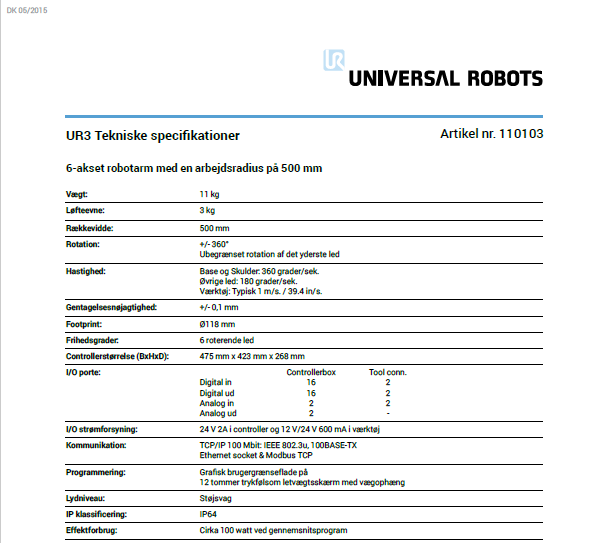 DK 05/2015
UR
UNIVERSAL ROBOTS
UR3 Tekniske specifikationer Artikel nr. 110103
6-akset robotarm med en arbejdsradius på 500 mm
Vægt: 11 kg
Løfteevne: 3 kg
Rækkevidde: 500 mm
Rotation: +/- 360°
Ubegrænset rotation af det yderste led
Hastighed: Base og Skulder: 360 grader/sek.
Øvrige led: 180 grader/sek.
Værktøj: Typisk 1 m/s. / 39.4 in/s.
Gentagelsesnøjagtighed: +/- 0,1 mm
Footprint: Ø118 mm
Frihedsgrader: 6 roterende led
Controllerstørrelse (BxHxD): 475 mm x 423 mm x 268 mm
I/O porte: Controllerbox Tool conn.
Digital in 16 2
Digital ud 16 2
Analog in 2 2
Analog ud 2 -
I/O strømforsyning: 24 V 2A i controller og 12 V/24 V 600 mA i værktøj
Kommunikation: TCP/IP 100 Mbit: IEEE 802.3u, 100BASE-TX
Ethernet socket & Modbus TCP
Programmering: Grafisk brugergrænseflade på
12 tommer trykfølsom letvægtsskærm med vægophæng
Lydniveau: Støjsvag
IP klassificering: IP64
Effektforbrug: Cirka 100 watt ved gennemsnitsprogram